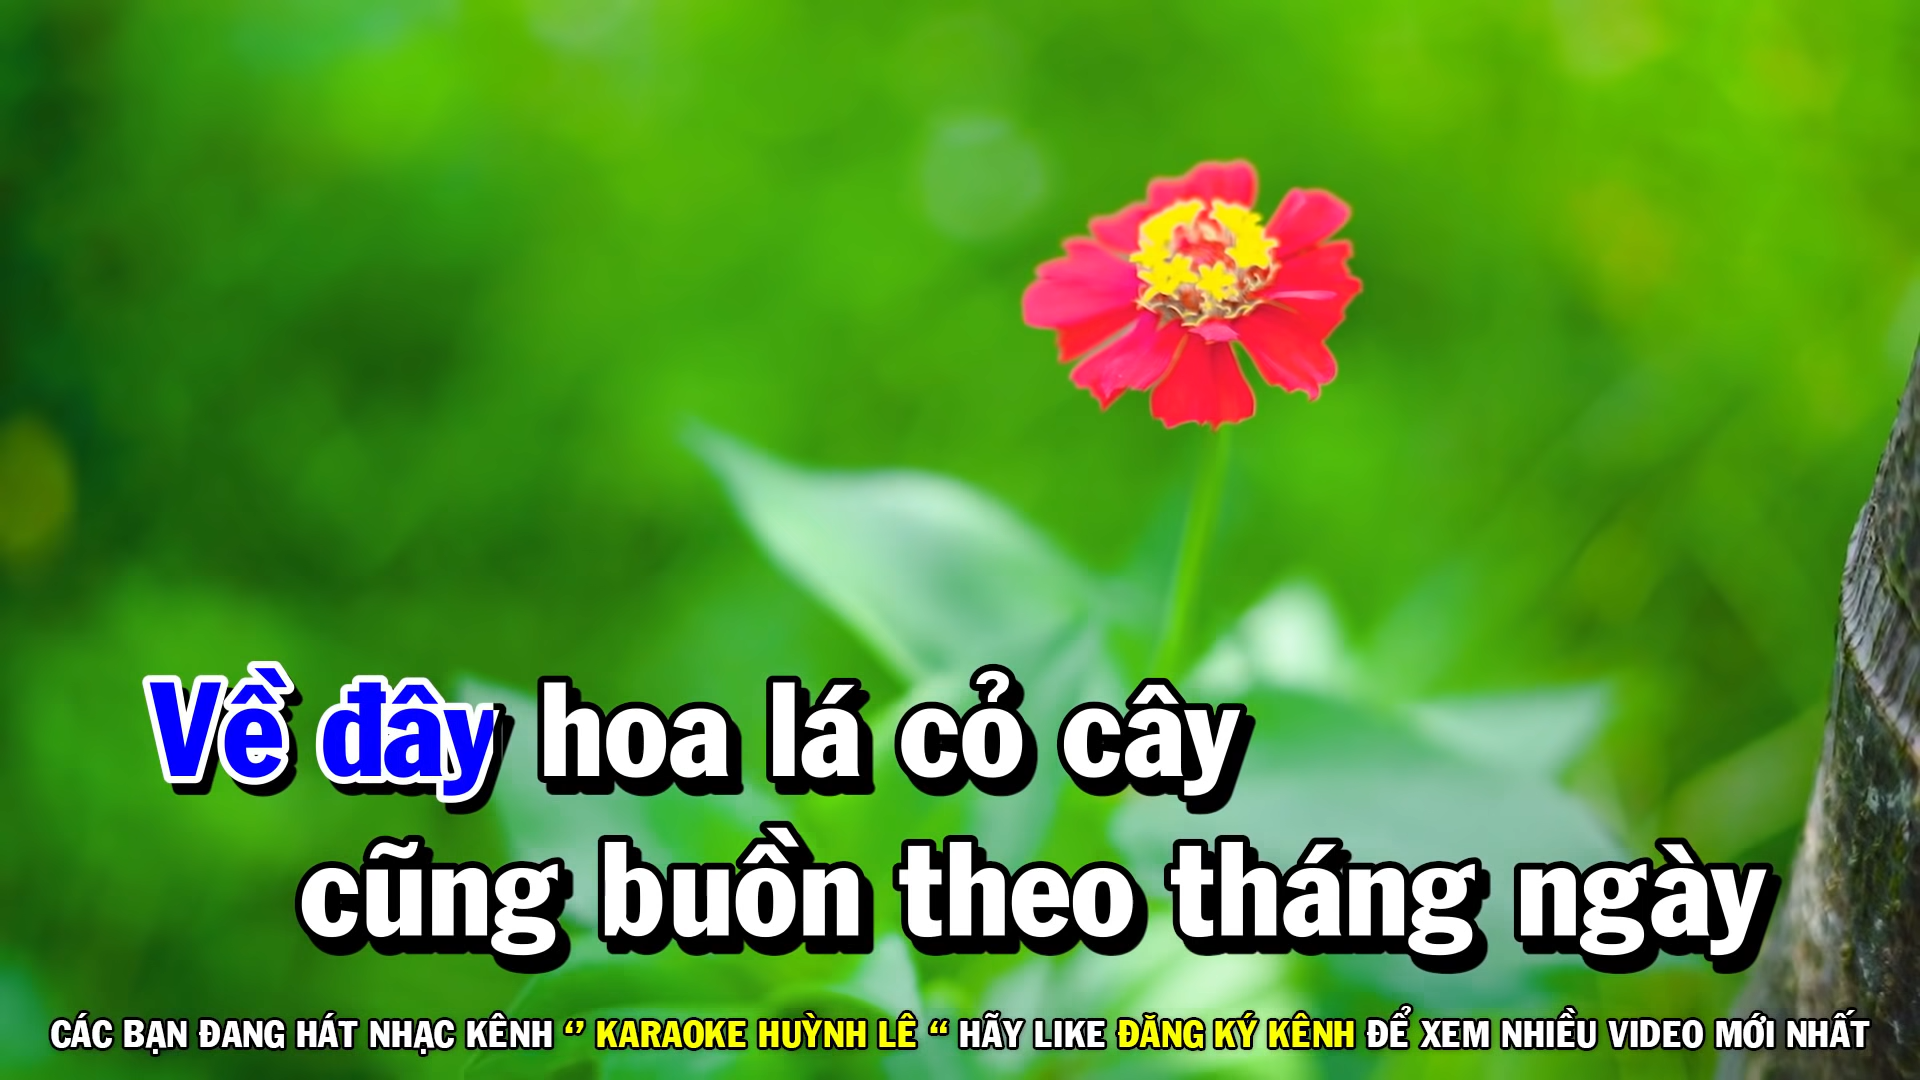 Về đây hoa lá cỏ cây
cũng buồn theo tháng ngày
CÁC BẠN ĐANG HÁT NHẠC KÊNH “ KARAOKE HUỲNH LÊ “ HÃY LIKE ĐĂNG KÝ KÊNH ĐỂ XEM NHIỀU VIDEO MỚI NHẤT